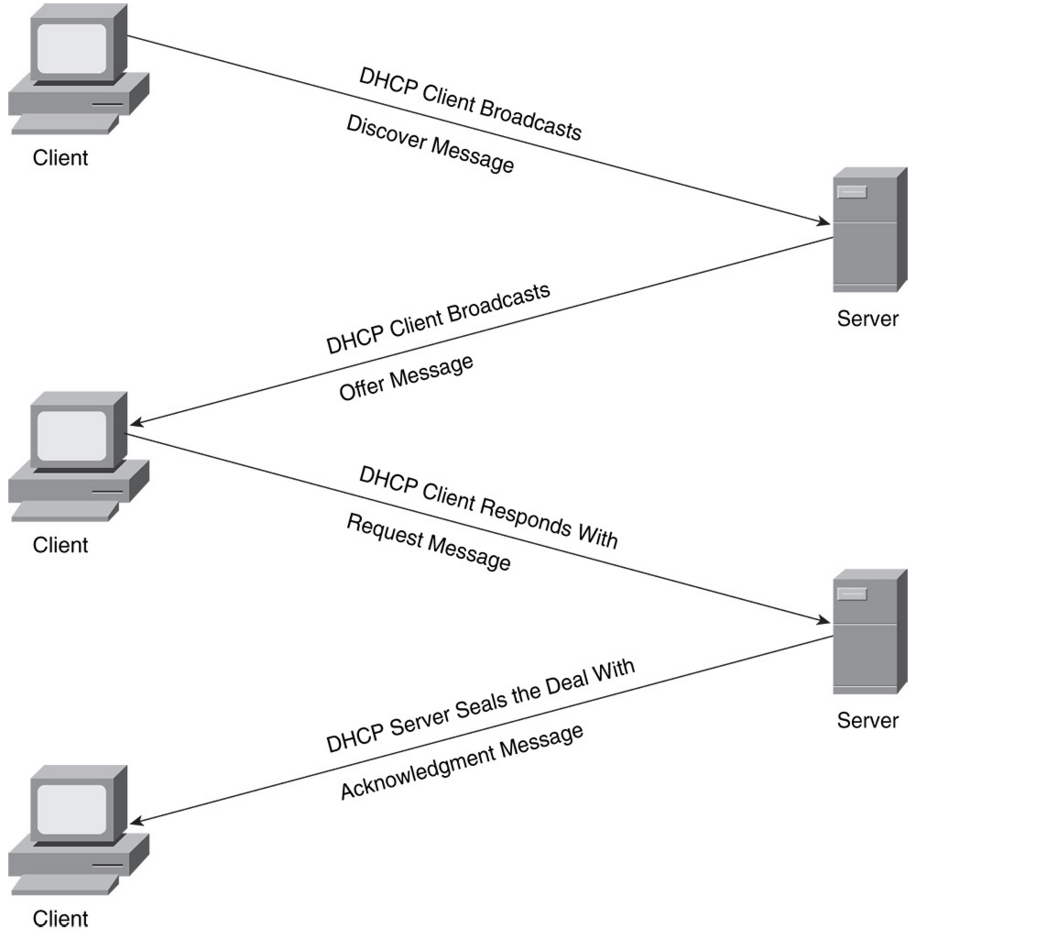 DHCP Client Broadcasts
Discover Message
Client
Server
DHCP Client Broadcasts
Offer Message
Client
DHCP Client Responds With
Request Message
Server
DHCP Server Seals the Deal With
Acknowledgment Message
Client